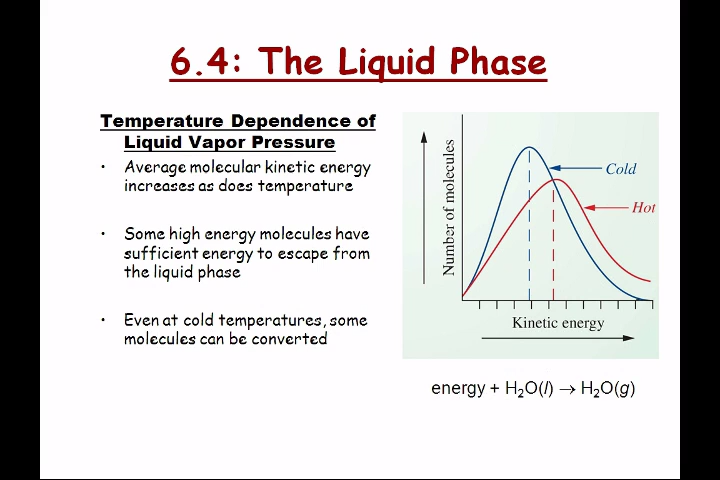 6.4: The Liquid Phase
Temperature Dependence of
Liquid Vapor Pressure
• Average molecular kinetic energy
increases as does temperature
• Some high energy molecules have
sufficient energy to escape from
the liquid phase
• Even at cold temperatures, some
molecules can be converted
Number of molecules
Cold
Hot
Kinetic energy
energy + H₂O(l) → H₂O(g)